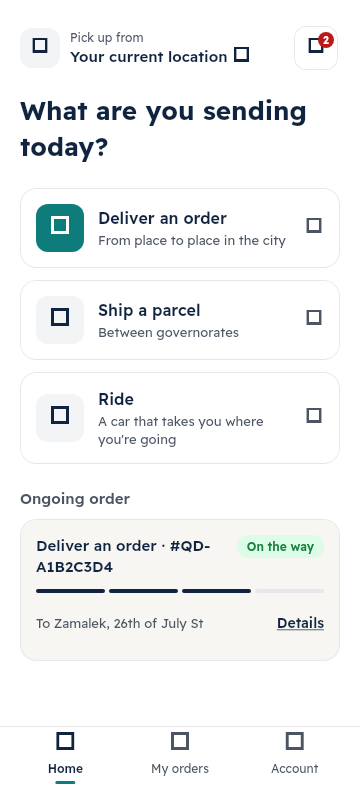 Pick up from
Your current location
2
What are you sending
today?
Deliver an order
From place to place in the city
Ship a parcel
Between governorates
Ride
A car that takes you where
you're going
Ongoing order
Deliver an order · #QD-
A1B2C3D4
On the way
To Zamalek, 26th of July St
Details
Home
My orders
Account